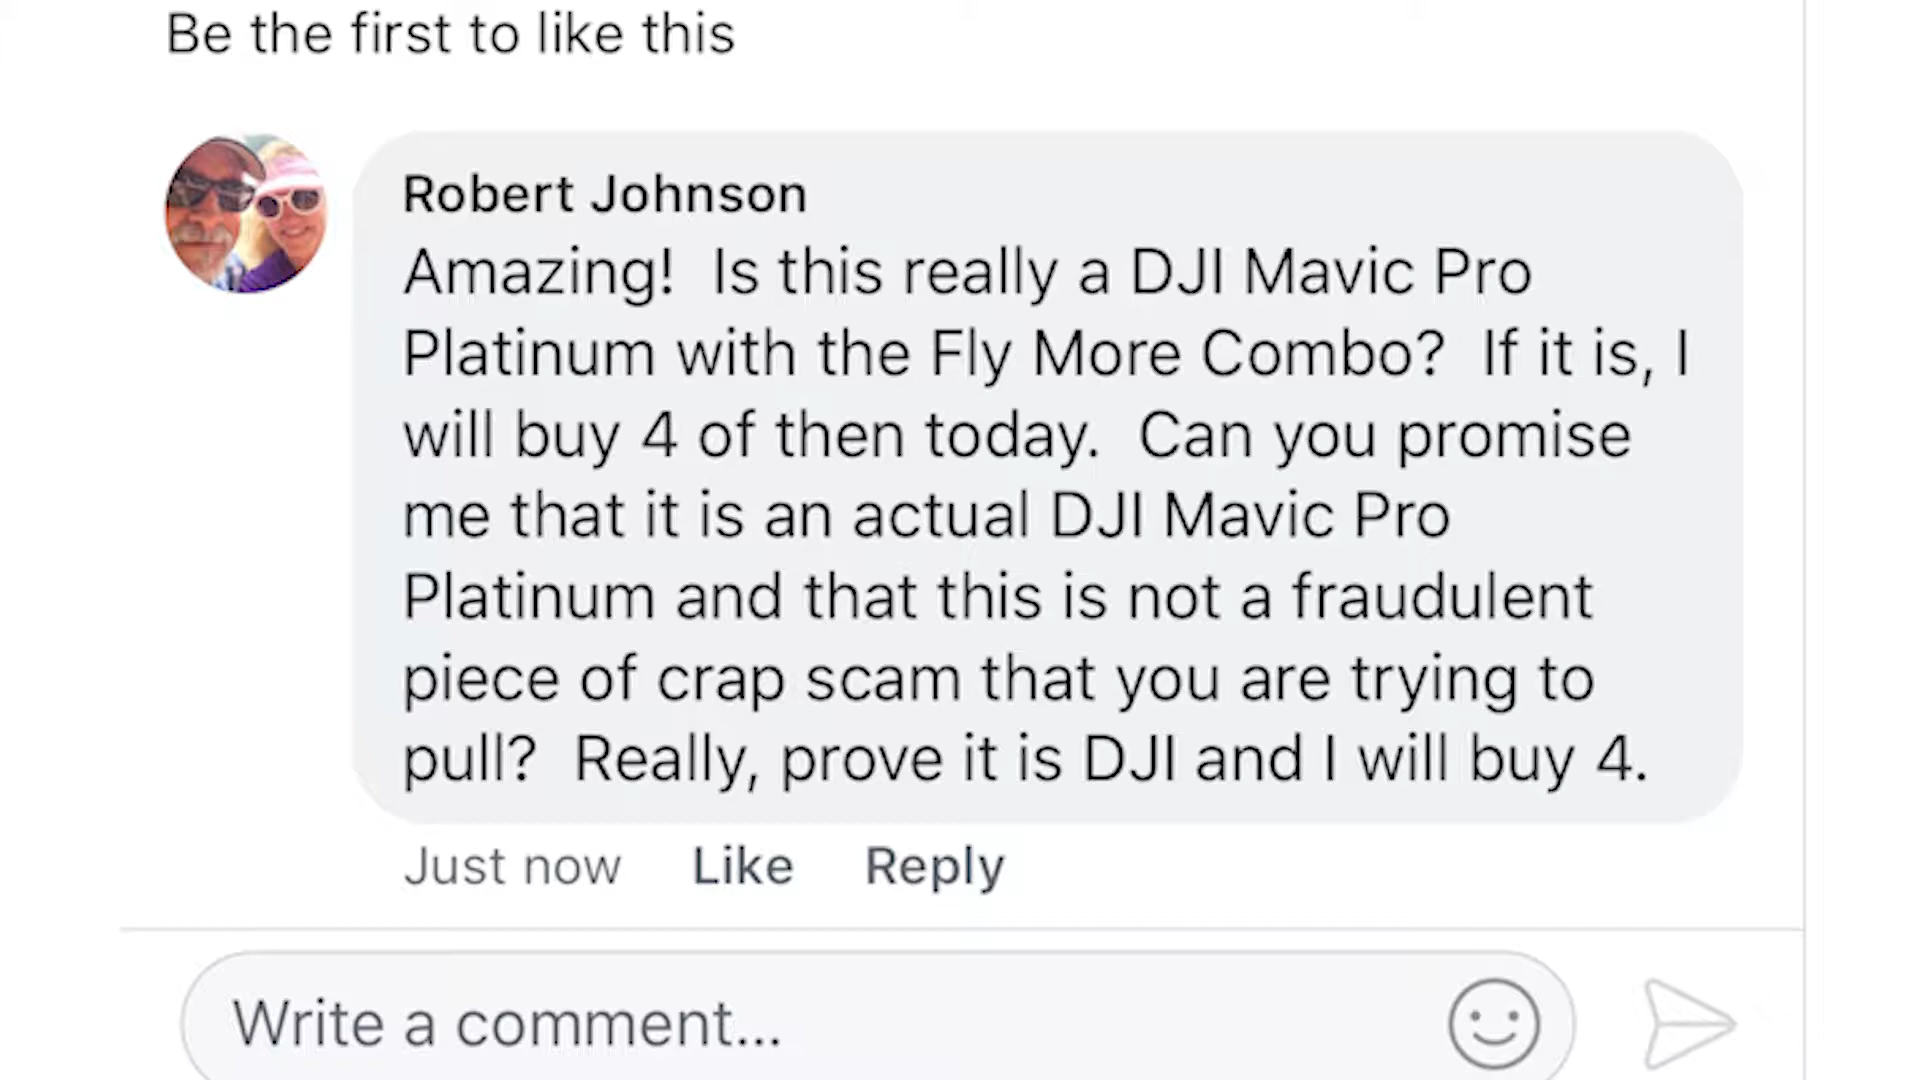 Be the first to like this
Robert Johnson
Amazing!  Is this really a DJI Mavic Pro
Platinum with the Fly More Combo?  If it is, I
will buy 4 of then today.  Can you promise
me that it is an actual DJI Mavic Pro
Platinum and that this is not a fraudulent
piece of crap scam that you are trying to
pull?  Really, prove it is DJI and I will buy 4.
Just now Like Reply
Write a comment...